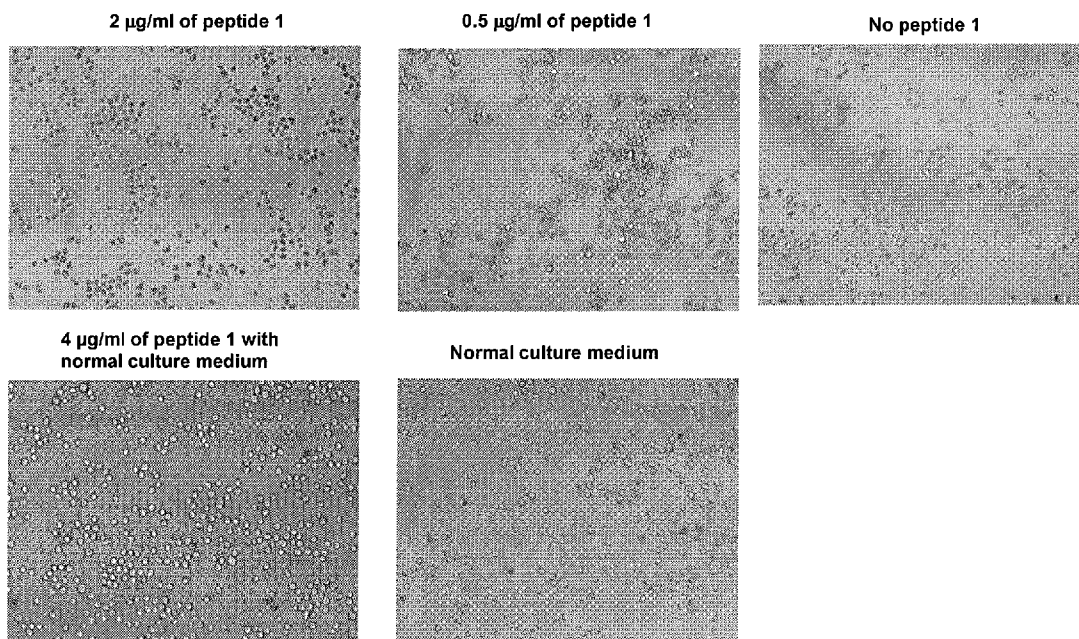 2 µg/ml of peptide 1
0.5 µg/ml of peptide 1
No peptide 1
4 µg/ml of peptide 1 with
normal culture medium
Normal culture medium